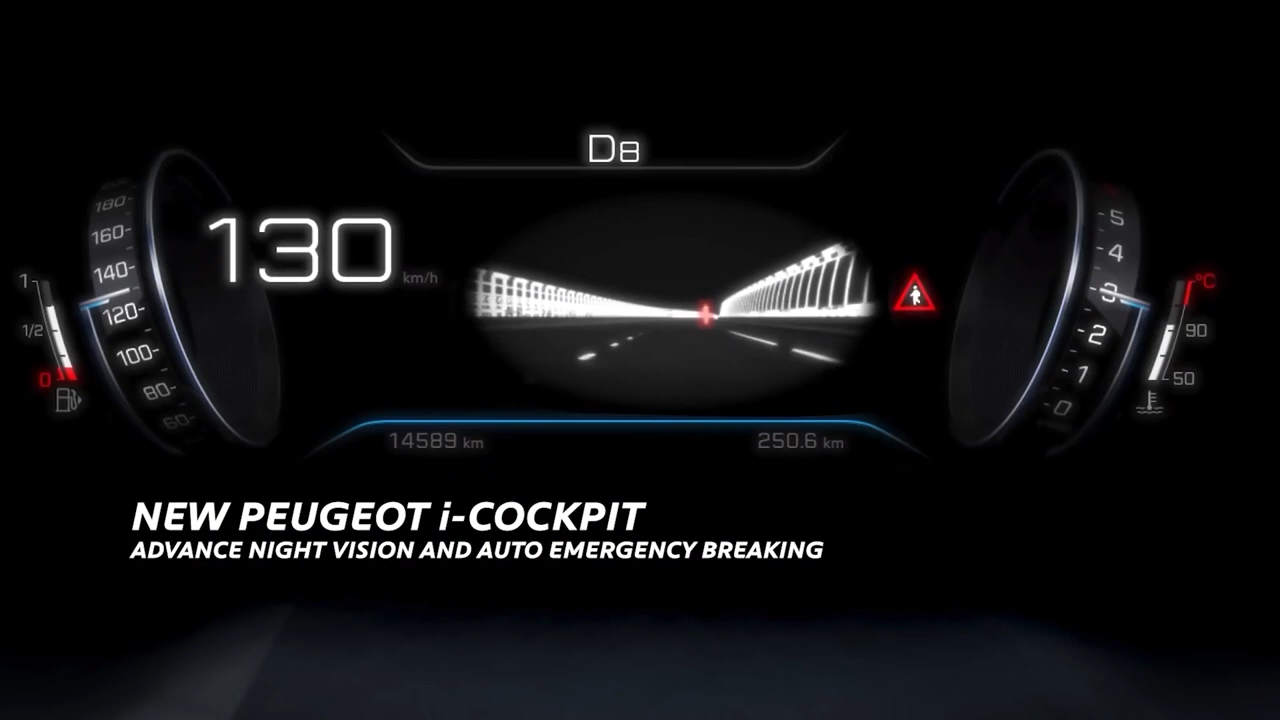 D8
180-
160-
140-
120-
100-
80-
60-
130 km/h
1
1/2
0
5
4
3
2
1
0
°C
90
50
14589 km
250.6 km
NEW PEUGEOT i-COCKPIT
ADVANCE NIGHT VISION AND AUTO EMERGENCY BREAKING